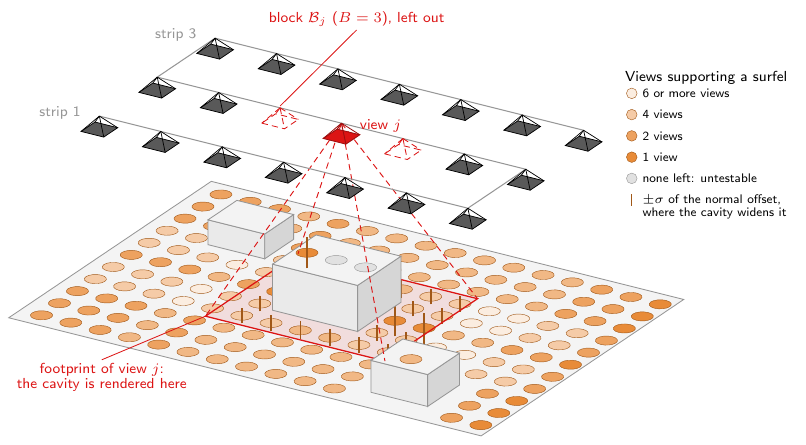 block B_j (B = 3), left out
strip 3
strip 1
view j
Views supporting a surfel
6 or more views
4 views
2 views
1 view
none left: untestable
±σ of the normal offset,
where the cavity widens it
footprint of view j:
the cavity is rendered here